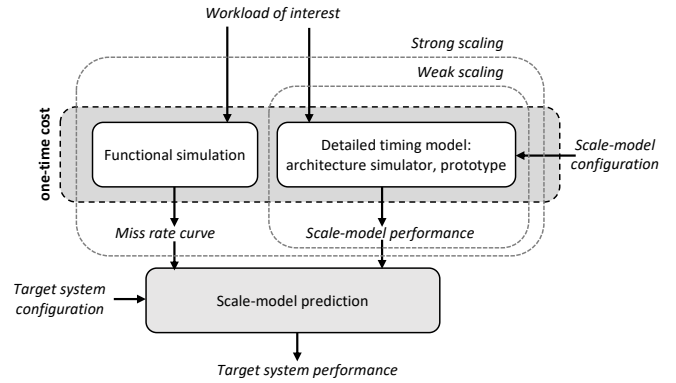 Workload of interest
Strong scaling
Weak scaling
one-time cost
Functional simulation
Detailed timing model:
architecture simulator, prototype
Scale-model
configuration
Miss rate curve
Scale-model performance
Target system
configuration
Scale-model prediction
Target system performance